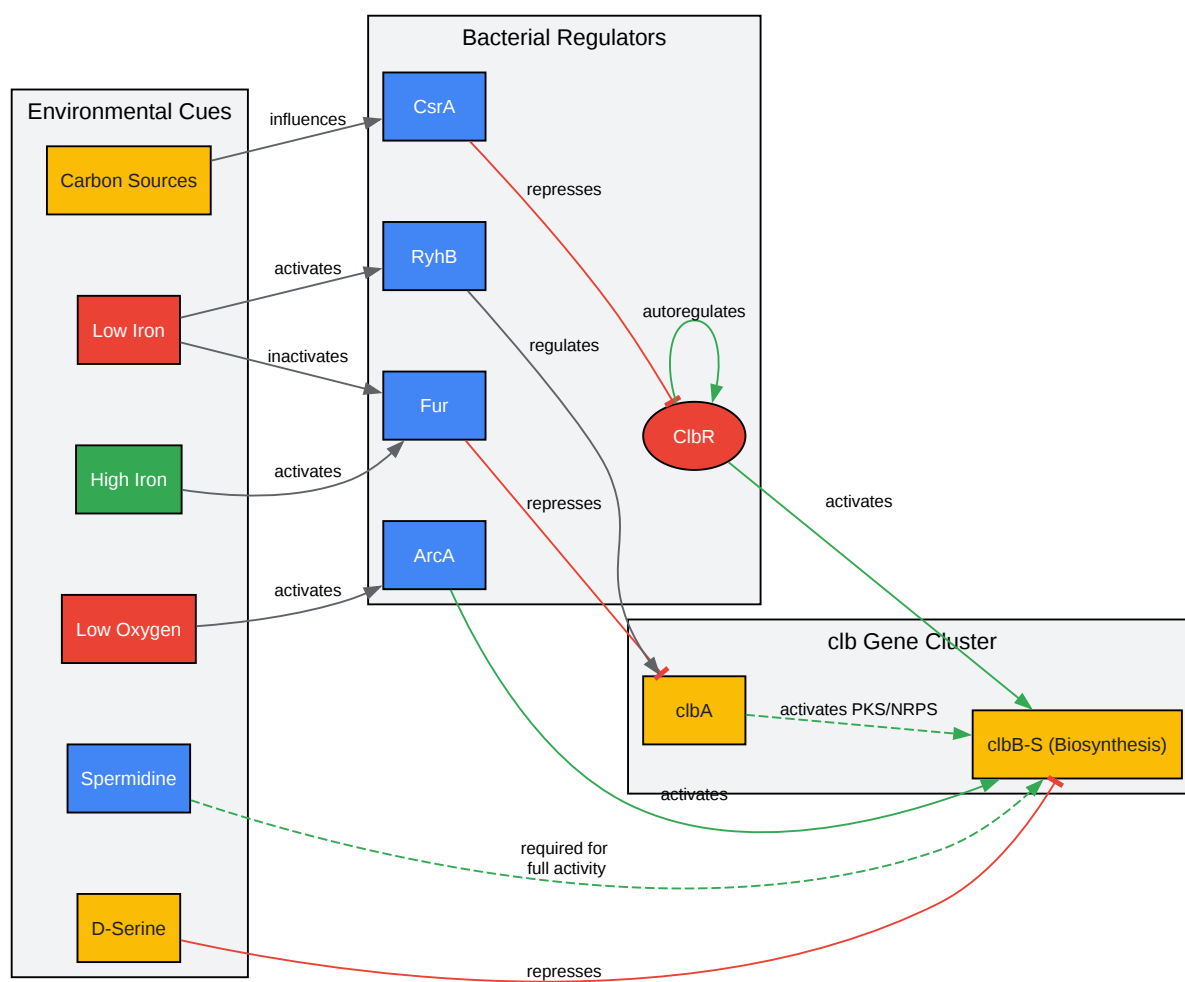 Bacterial Regulators
Environmental Cues
CsrA
influences
Carbon Sources
represses
RyhB
activates
autoregulates
Low Iron
regulates
inactivates
Fur
ClbR
activates
High Iron
activates
represses
ArcA
activates
Low Oxygen
clb Gene Cluster
clbA
activates PKS/NRPS
clbB-S (Biosynthesis)
Spermidine
activates
required for
full activity
D-Serine
represses